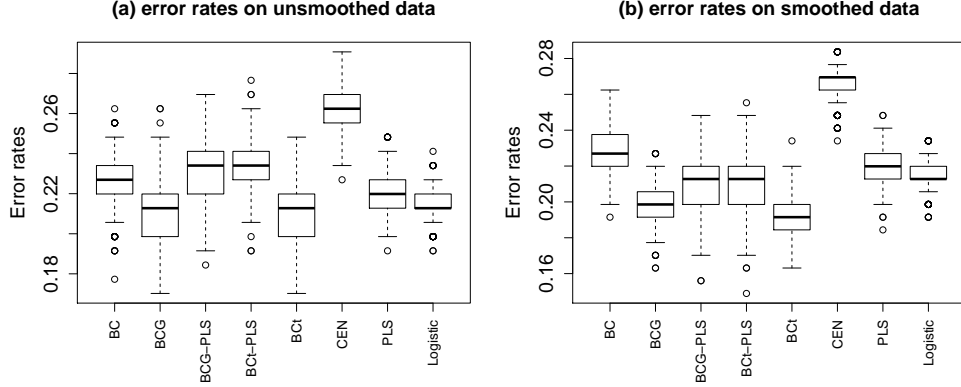 (a) error rates on unsmoothed data
Error rates
0.18
0.22
0.26
BC
BCG
BCG−PLS
BCt−PLS
BCt
CEN
PLS
Logistic
(b) error rates on smoothed data
Error rates
0.16
0.20
0.24
0.28
BC
BCG
BCG−PLS
BCt−PLS
BCt
CEN
PLS
Logistic